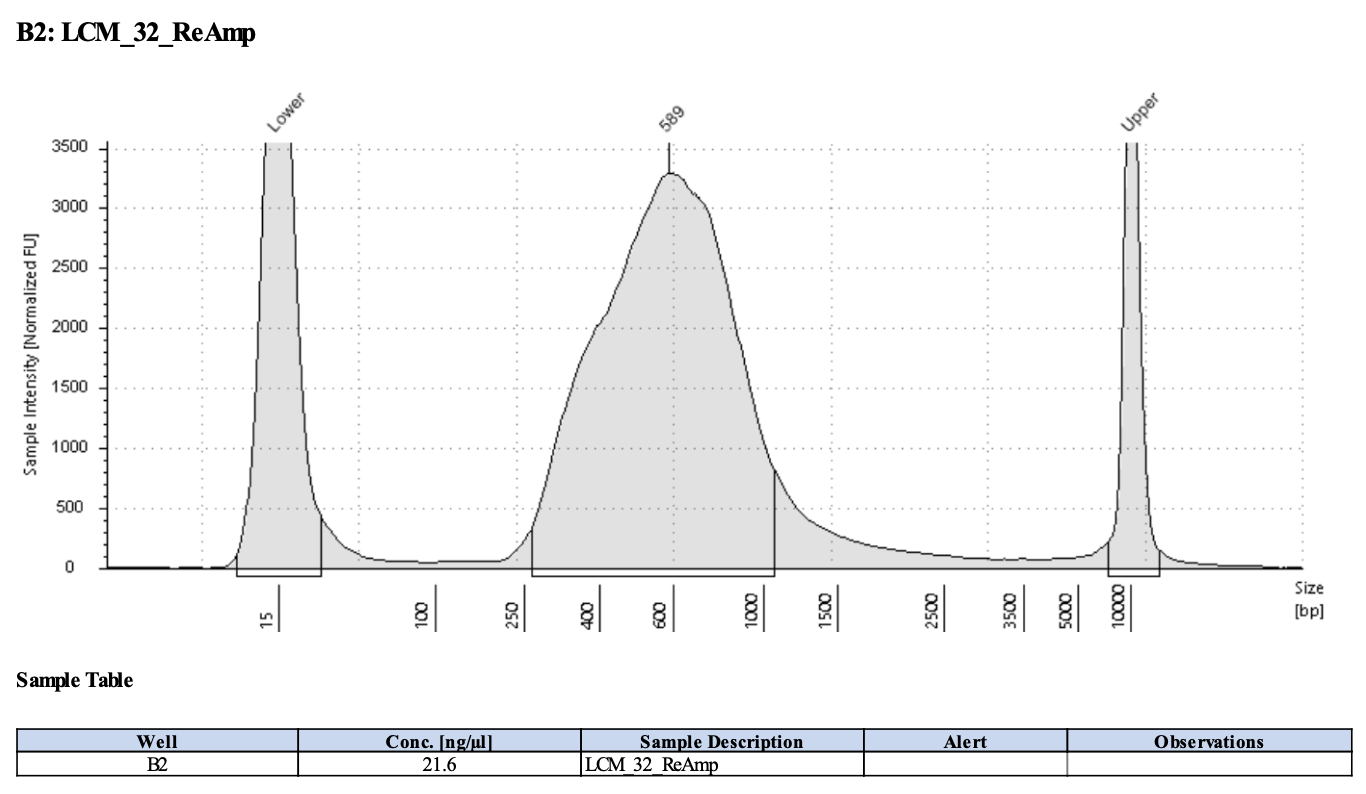 B2: LCM_32_ReAmp
Lower 589 Upper
Sample Intensity [Normalized FU]
3500
3000
2500
2000
1500
1000
500
0
15 100 250 400 600 1000 1500 2500 3500 5000 10000
Size
[bp]
Sample Table
Well Conc. [ng/µl] Sample Description Alert Observations
B2 21.6 LCM_32_ReAmp